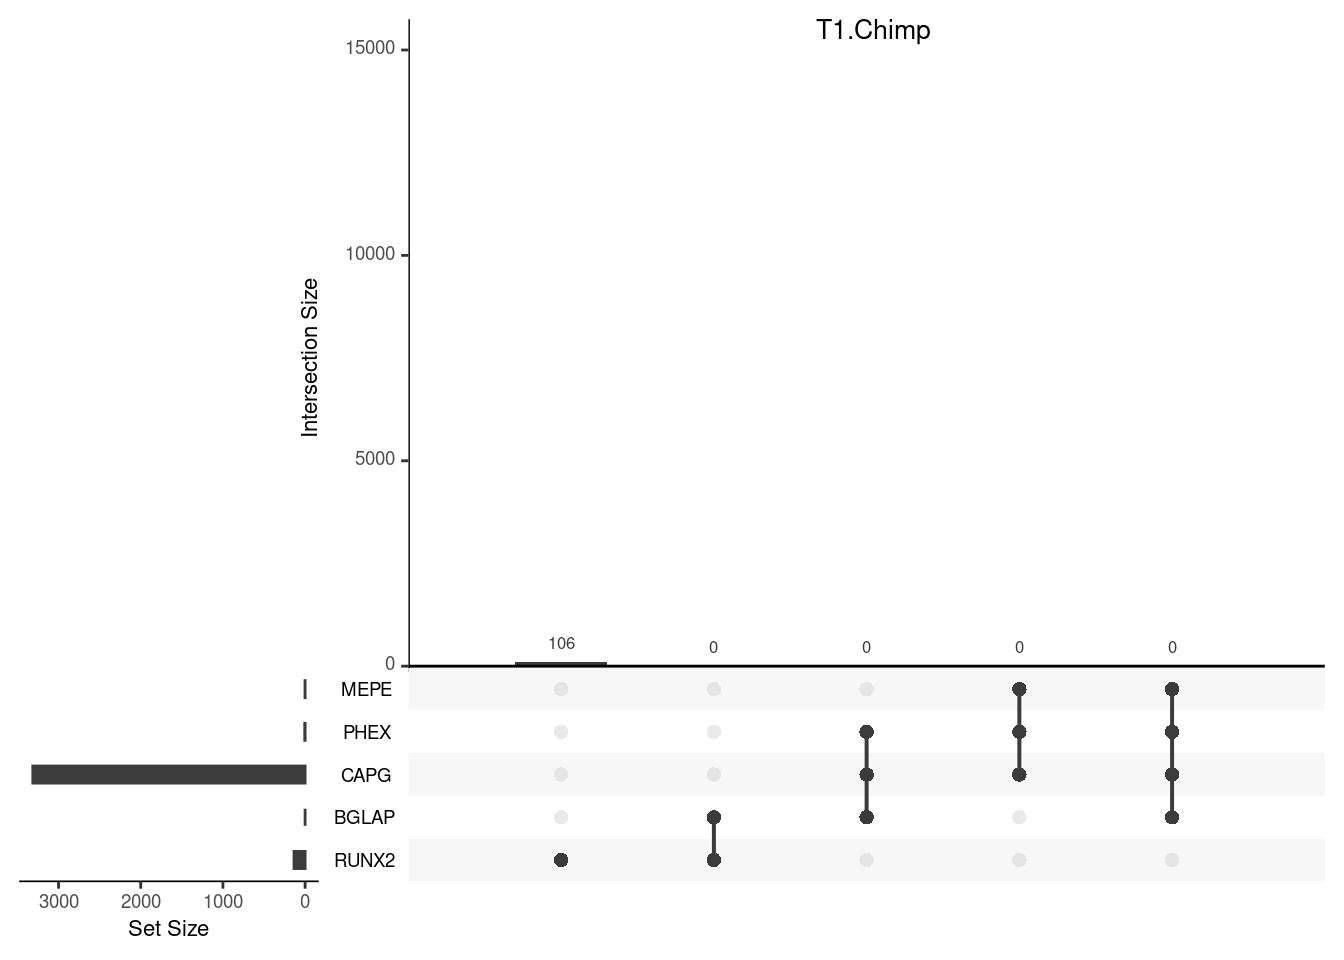 T1.Chimp
15000
10000
5000
0
Intersection Size
106 0 0 0 0
MEPE
PHEX
CAPG
BGLAP
RUNX2
3000 2000 1000 0
Set Size